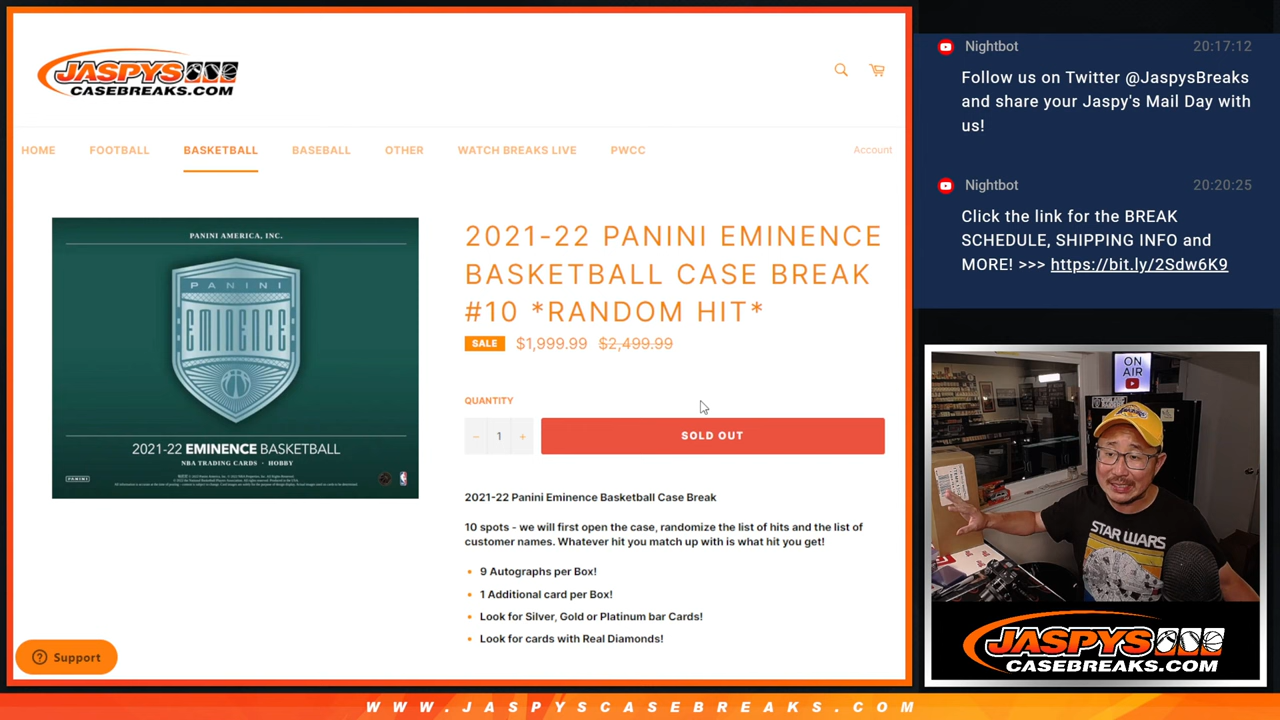 JASPYS
CASEBREAKS.COM
HOME
FOOTBALL
BASKETBALL
BASEBALL
OTHER
WATCH BREAKS LIVE
PWCC
Account
PANINI AMERICA, INC.
PANINI
EMINENCE
2021-22 EMINENCE BASKETBALL
NBA TRADING CARDS · HOBBY
PANINI
2021-22 PANINI EMINENCE
BASKETBALL CASE BREAK
#10 *RANDOM HIT*
SALE $1,999.99 $2,499.99
QUANTITY
− 1 +
SOLD OUT
2021-22 Panini Eminence Basketball Case Break
10 spots - we will first open the case, randomize the list of hits and the list of
customer names. Whatever hit you match up with is what hit you get!
• 9 Autographs per Box!
• 1 Additional card per Box!
• Look for Silver, Gold or Platinum bar Cards!
• Look for cards with Real Diamonds!
Support
Nightbot 20:17:12
Follow us on Twitter @JaspysBreaks
and share your Jaspy's Mail Day with
us!
Nightbot 20:20:25
Click the link for the BREAK
SCHEDULE, SHIPPING INFO and
MORE! >>> https://bit.ly/2Sdw6K9
ON
AIR
STAR WARS
JASPYS
CASEBREAKS.COM
WWW.JASPYSCASEBREAKS.COM